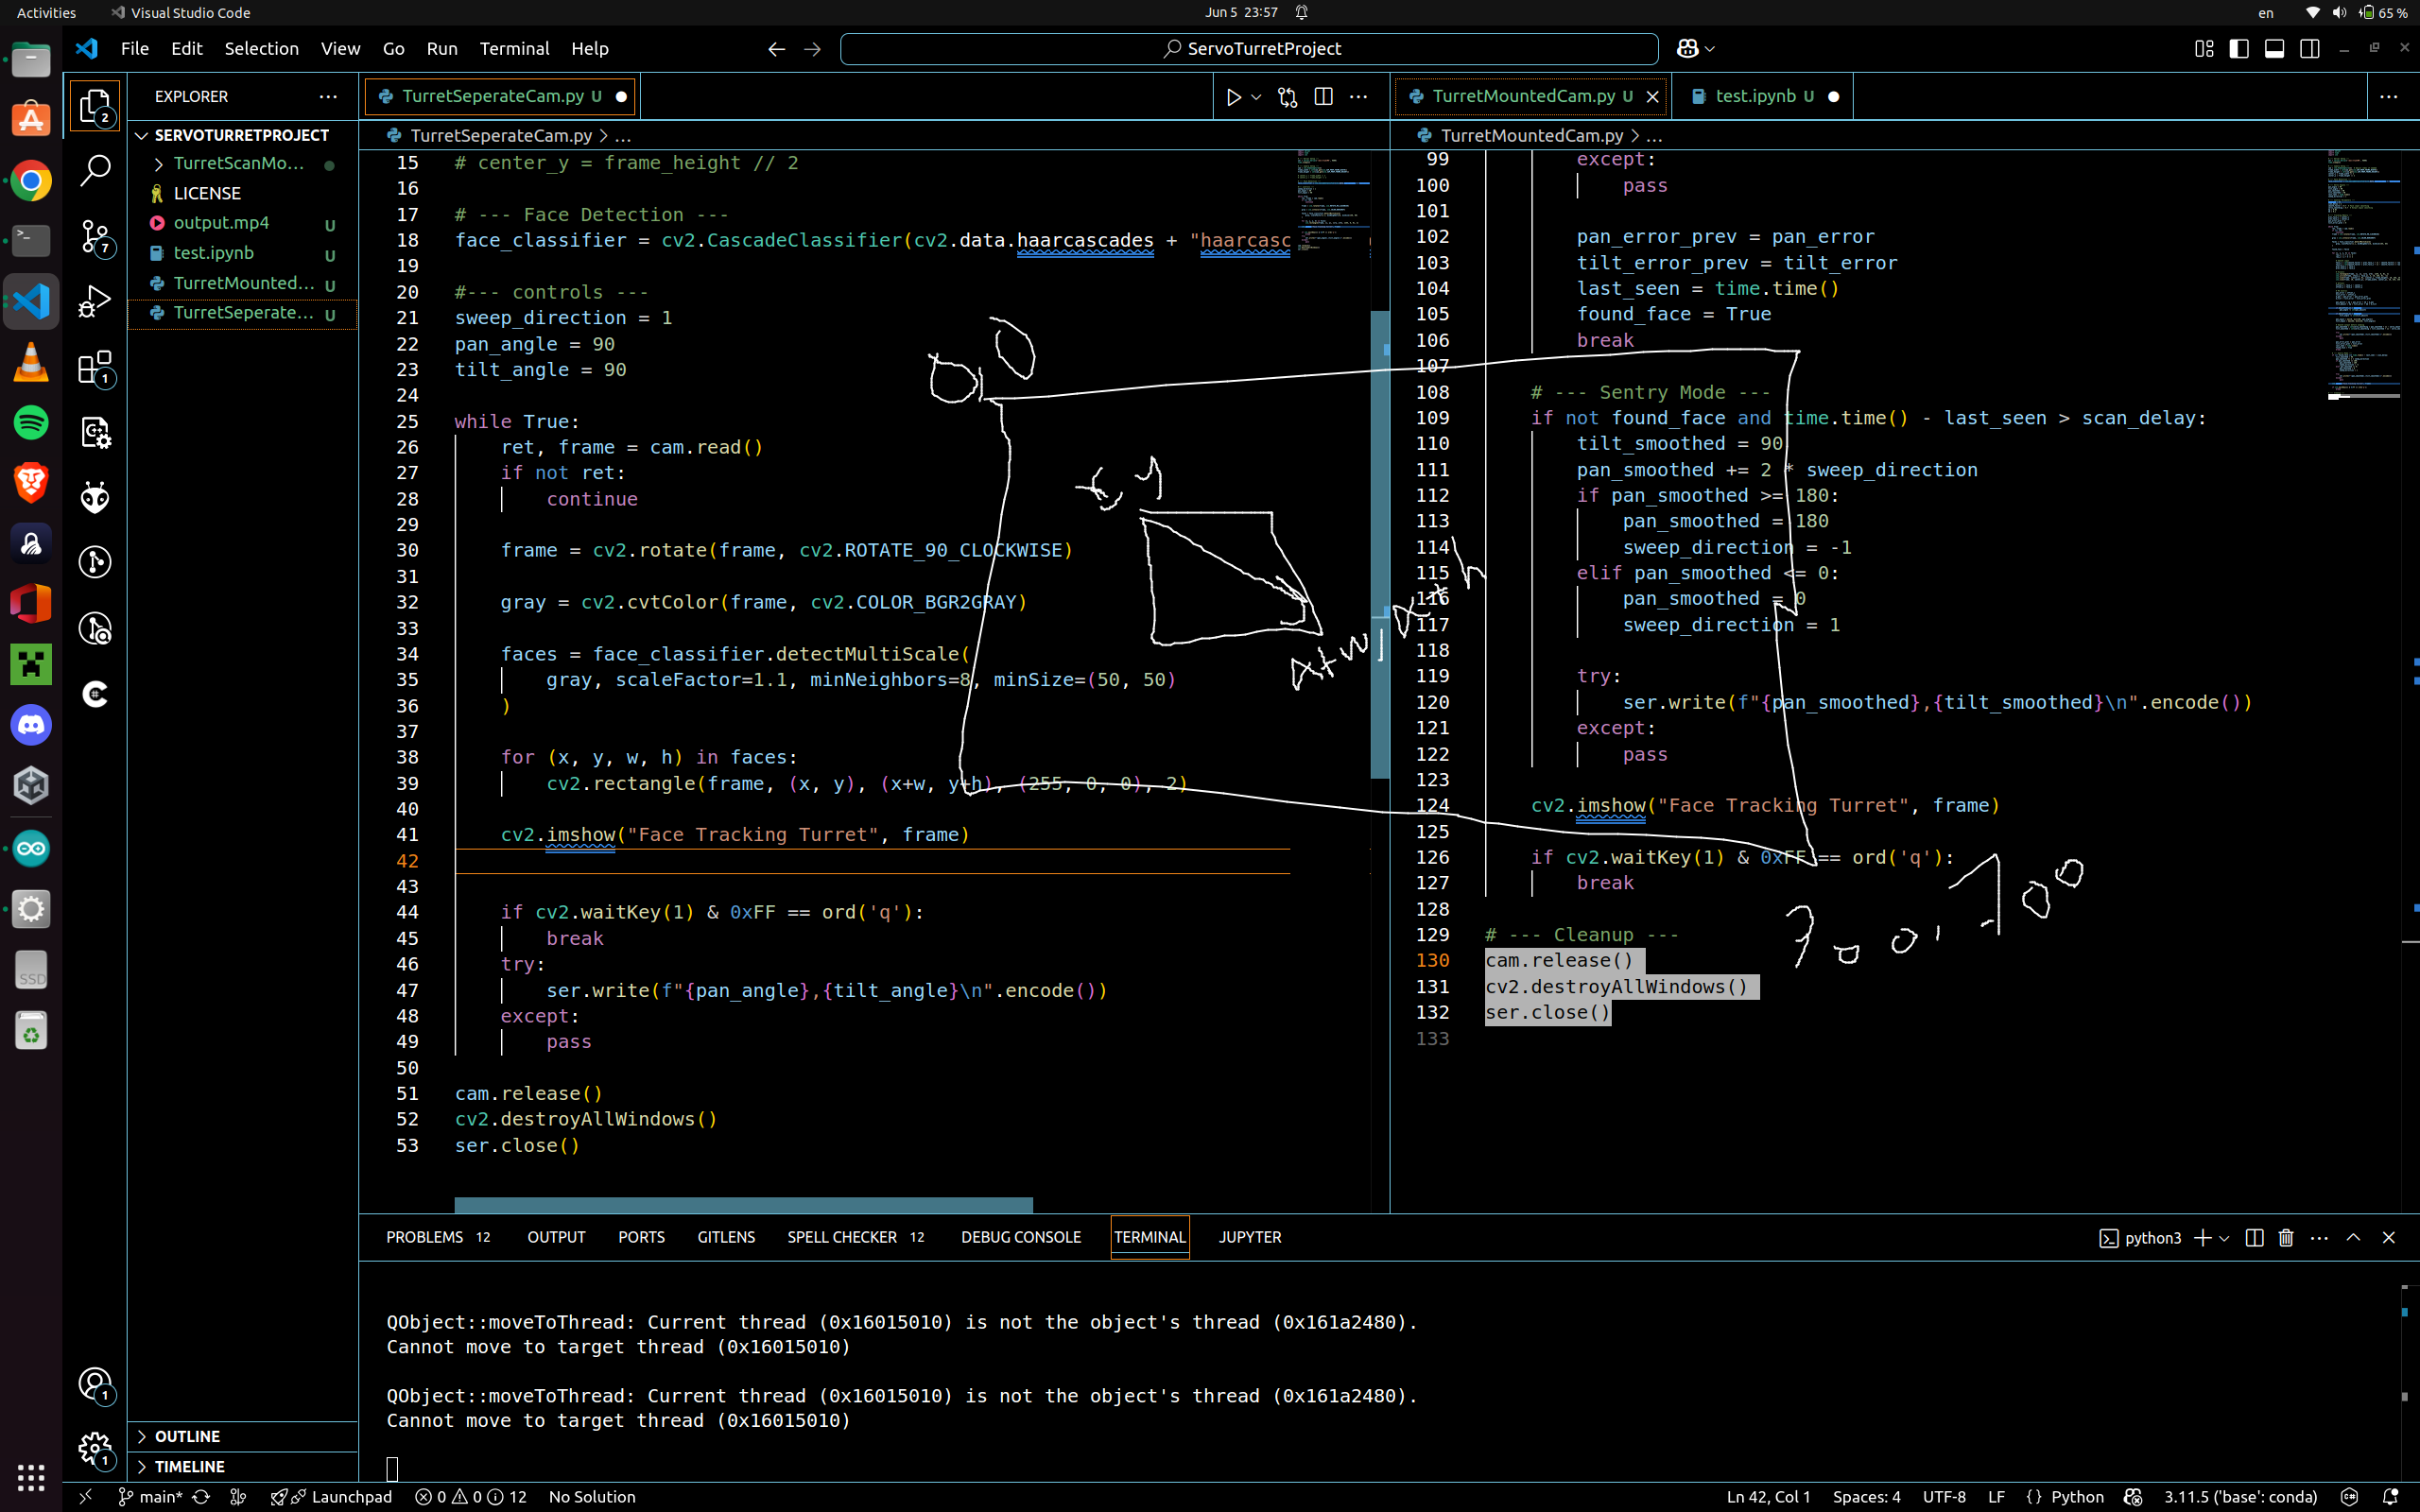 Activities
Visual Studio Code
Jun 5 23:57
en
65 %
File Edit Selection View Go Run Terminal Help
ServoTurretProject
EXPLORER
SERVOTURRETPROJECT
TurretScanMo...
LICENSE
output.mp4 U
test.ipynb U
TurretMounted... U
TurretSeperate... U
OUTLINE
TIMELINE
2
7
1
1
1
TurretSeperateCam.py U
TurretSeperateCam.py > ...
15 # center_y = frame_height // 2
16
17 # --- Face Detection ---
18 face_classifier = cv2.CascadeClassifier(cv2.data.haarcascades + "haarcasc
19
20 #--- controls ---
21 sweep_direction = 1
22 pan_angle = 90
23 tilt_angle = 90
24
25 while True:
26 ret, frame = cam.read()
27 if not ret:
28 continue
29
30 frame = cv2.rotate(frame, cv2.ROTATE_90_CLOCKWISE)
31
32 gray = cv2.cvtColor(frame, cv2.COLOR_BGR2GRAY)
33
34 faces = face_classifier.detectMultiScale(
35 gray, scaleFactor=1.1, minNeighbors=8, minSize=(50, 50)
36 )
37
38 for (x, y, w, h) in faces:
39 cv2.rectangle(frame, (x, y), (x+w, y+h), (255, 0, 0), 2)
40
41 cv2.imshow("Face Tracking Turret", frame)
42
43
44 if cv2.waitKey(1) & 0xFF == ord('q'):
45 break
46 try:
47 ser.write(f"{pan_angle},{tilt_angle}\n".encode())
48 except:
49 pass
50
51 cam.release()
52 cv2.destroyAllWindows()
53 ser.close()
TurretMountedCam.py U
test.ipynb U
TurretMountedCam.py > ...
99 except:
100 pass
101
102 pan_error_prev = pan_error
103 tilt_error_prev = tilt_error
104 last_seen = time.time()
105 found_face = True
106 break
107
108 # --- Sentry Mode ---
109 if not found_face and time.time() - last_seen > scan_delay:
110 tilt_smoothed = 90
111 pan_smoothed += 2 * sweep_direction
112 if pan_smoothed >= 180:
113 pan_smoothed = 180
114 sweep_direction = -1
115 elif pan_smoothed <= 0:
116 pan_smoothed = 0
117 sweep_direction = 1
118
119 try:
120 ser.write(f"{pan_smoothed},{tilt_smoothed}\n".encode())
121 except:
122 pass
123
124 cv2.imshow("Face Tracking Turret", frame)
125
126 if cv2.waitKey(1) & 0xFF == ord('q'):
127 break
128
129 # --- Cleanup ---
130 cam.release()
131 cv2.destroyAllWindows()
132 ser.close()
133
PROBLEMS 12 OUTPUT PORTS GITLENS SPELL CHECKER 12 DEBUG CONSOLE TERMINAL JUPYTER
python3
QObject::moveToThread: Current thread (0x16015010) is not the object's thread (0x161a2480).
Cannot move to target thread (0x16015010)
QObject::moveToThread: Current thread (0x16015010) is not the object's thread (0x161a2480).
Cannot move to target thread (0x16015010)
main* Launchpad 0 0 12 No Solution
Ln 42, Col 1 Spaces: 4 UTF-8 LF {} Python 3.11.5 ('base': conda)